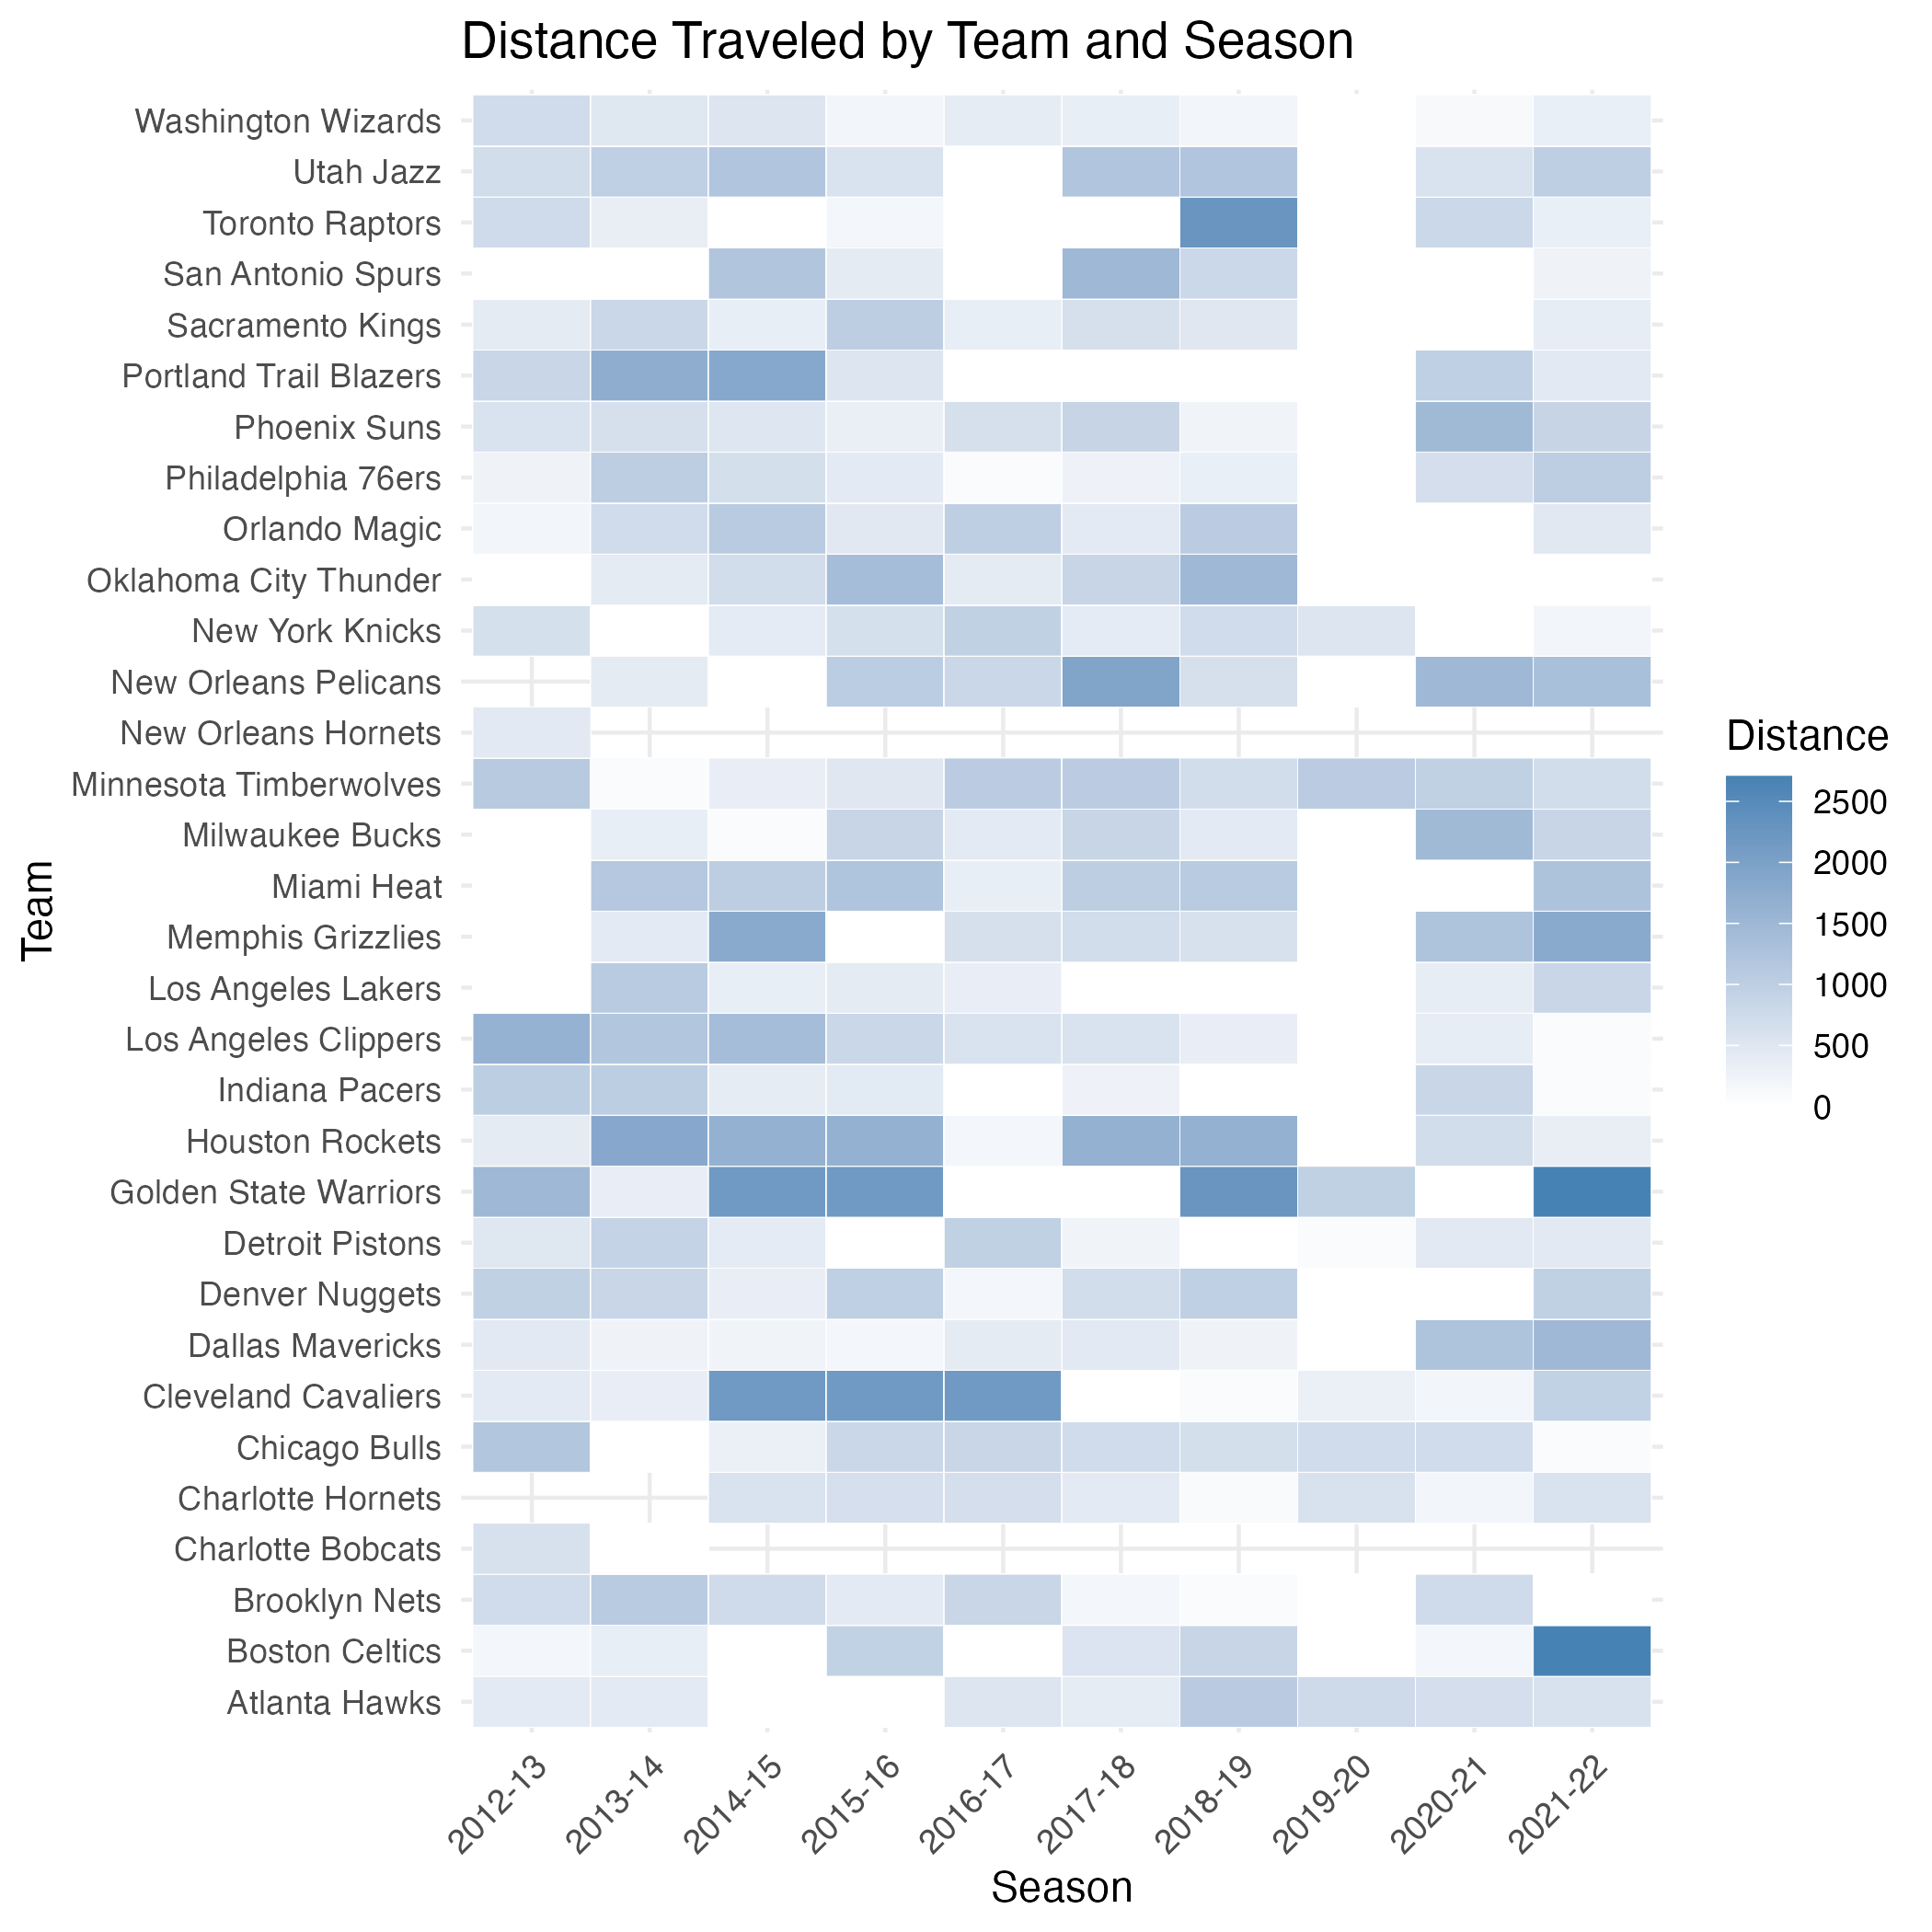 Distance Traveled by Team and Season
Team
Washington Wizards
Utah Jazz
Toronto Raptors
San Antonio Spurs
Sacramento Kings
Portland Trail Blazers
Phoenix Suns
Philadelphia 76ers
Orlando Magic
Oklahoma City Thunder
New York Knicks
New Orleans Pelicans
New Orleans Hornets
Minnesota Timberwolves
Milwaukee Bucks
Miami Heat
Memphis Grizzlies
Los Angeles Lakers
Los Angeles Clippers
Indiana Pacers
Houston Rockets
Golden State Warriors
Detroit Pistons
Denver Nuggets
Dallas Mavericks
Cleveland Cavaliers
Chicago Bulls
Charlotte Hornets
Charlotte Bobcats
Brooklyn Nets
Boston Celtics
Atlanta Hawks
2012-13
2013-14
2014-15
2015-16
2016-17
2017-18
2018-19
2019-20
2020-21
2021-22
Season
Distance
2500
2000
1500
1000
500
0